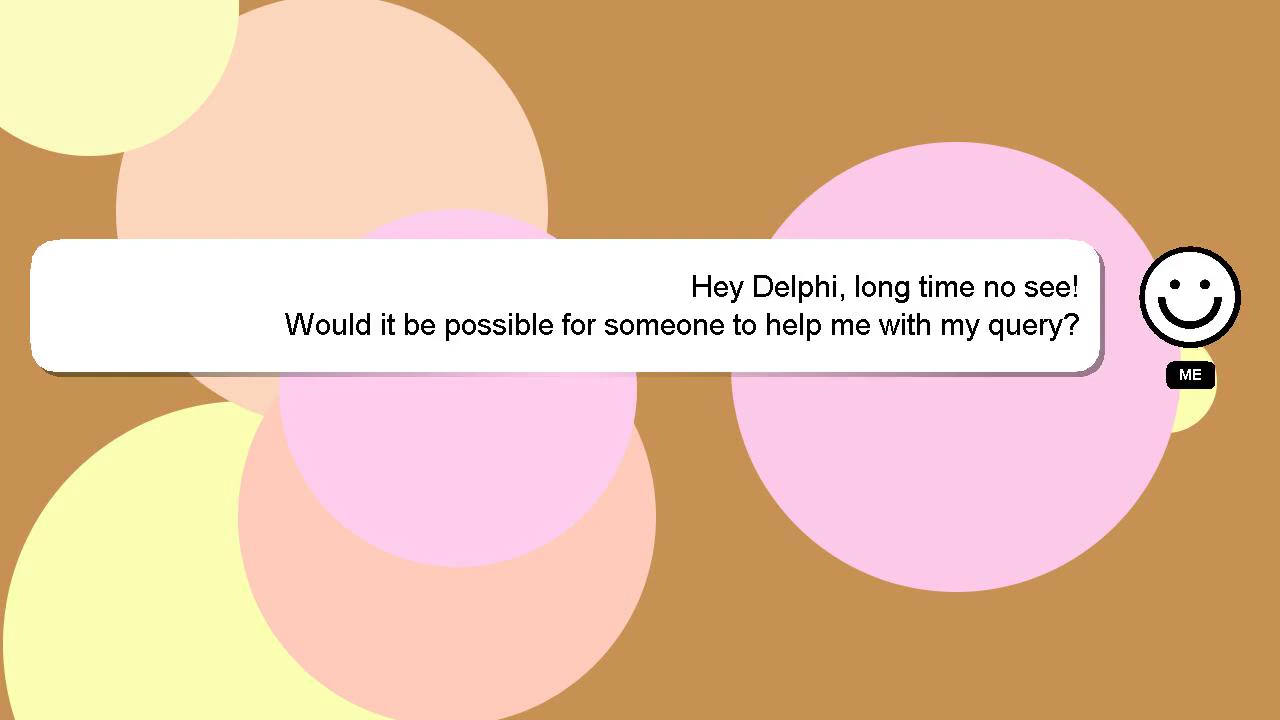 Hey Delphi, long time no see!
Would it be possible for someone to help me with my query?
ME